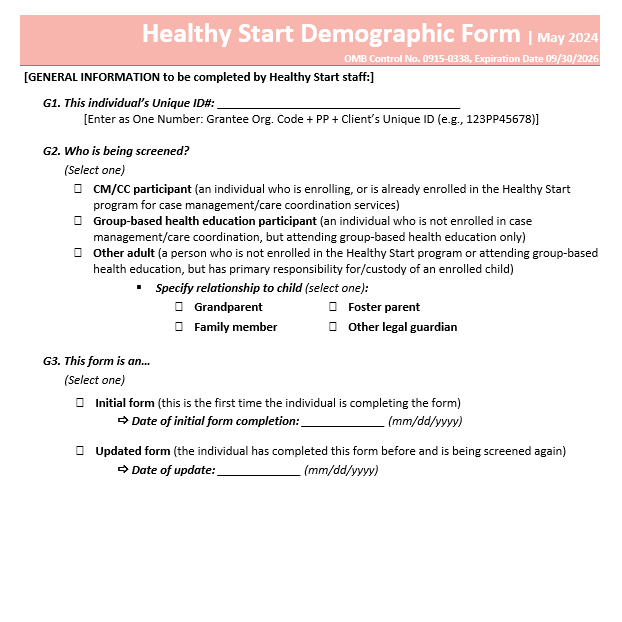 Healthy Start Demographic Form | May 2024
OMB Control No. 0915-0338, Expiration Date 09/30/2026
[GENERAL INFORMATION to be completed by Healthy Start staff:]
G1. This individual's Unique ID#: ______________________________________
[Enter as One Number: Grantee Org. Code + PP + Client's Unique ID (e.g., 123PP45678)]
G2. Who is being screened?
(Select one)
☐ CM/CC participant (an individual who is enrolling, or is already enrolled in the Healthy Start
program for case management/care coordination services)
☐ Group-based health education participant (an individual who is not enrolled in case
management/care coordination, but attending group-based health education only)
☐ Other adult (a person who is not enrolled in the Healthy Start program or attending group-based
health education, but has primary responsibility for/custody of an enrolled child)
▪ Specify relationship to child (select one):
☐ Grandparent ☐ Foster parent
☐ Family member ☐ Other legal guardian
G3. This form is an…
(Select one)
☐ Initial form (this is the first time the individual is completing the form)
⇨ Date of initial form completion: _____________ (mm/dd/yyyy)
☐ Updated form (the individual has completed this form before and is being screened again)
⇨ Date of update: _____________ (mm/dd/yyyy)